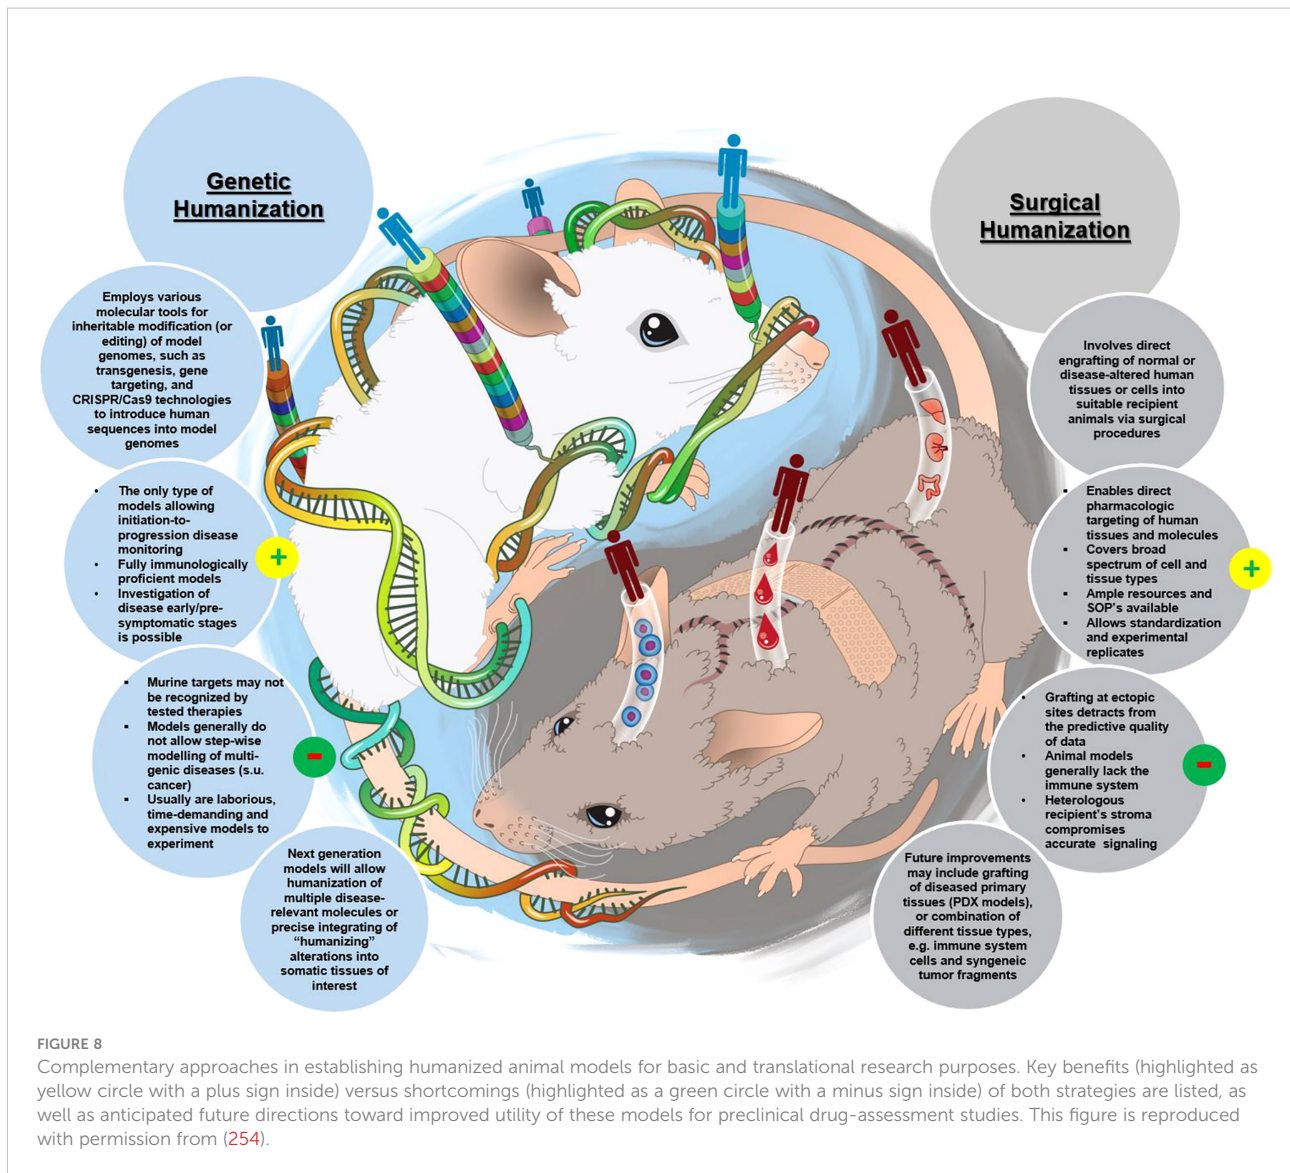 Genetic
Humanization
Employs various
molecular tools for
inheritable modification (or
editing) of model
genomes, such as
transgenesis, gene
targeting, and
CRISPR/Cas9 technologies
to introduce human
sequences into model
genomes
• The only type of
models allowing
initiation-to-
progression disease
monitoring
• Fully immunologically
proficient models
• Investigation of
disease early/pre-
symptomatic stages
is possible
+
▪ Murine targets may not
be recognized by
tested therapies
▪ Models generally do
not allow step-wise
modelling of multi-
genic diseases (s.u.
cancer)
▪ Usually are laborious,
time-demanding and
expensive models to
experiment
-
Next generation
models will allow
humanization of
multiple disease-
relevant molecules or
precise integrating of
“humanizing”
alterations into
somatic tissues of
interest
Surgical
Humanization
Involves direct
engrafting of normal or
disease-altered human
tissues or cells into
suitable recipient
animals via surgical
procedures
▪ Enables direct
pharmacologic
targeting of human
tissues and molecules
▪ Covers broad
spectrum of cell and
tissue types
▪ Ample resources and
SOP's available
▪ Allows standardization
and experimental
replicates
+
• Grafting at ectopic
sites detracts from
the predictive quality
of data
• Animal models
generally lack the
immune system
• Heterologous
recipient's stroma
compromises
accurate signaling
-
Future improvements
may include grafting
of diseased primary
tissues (PDX models),
or combination of
different tissue types,
e.g. immune system
cells and syngeneic
tumor fragments
FIGURE 8
Complementary approaches in establishing humanized animal models for basic and translational research purposes. Key benefits (highlighted as
yellow circle with a plus sign inside) versus shortcomings (highlighted as a green circle with a minus sign inside) of both strategies are listed, as
well as anticipated future directions toward improved utility of these models for preclinical drug-assessment studies. This figure is reproduced
with permission from (254).